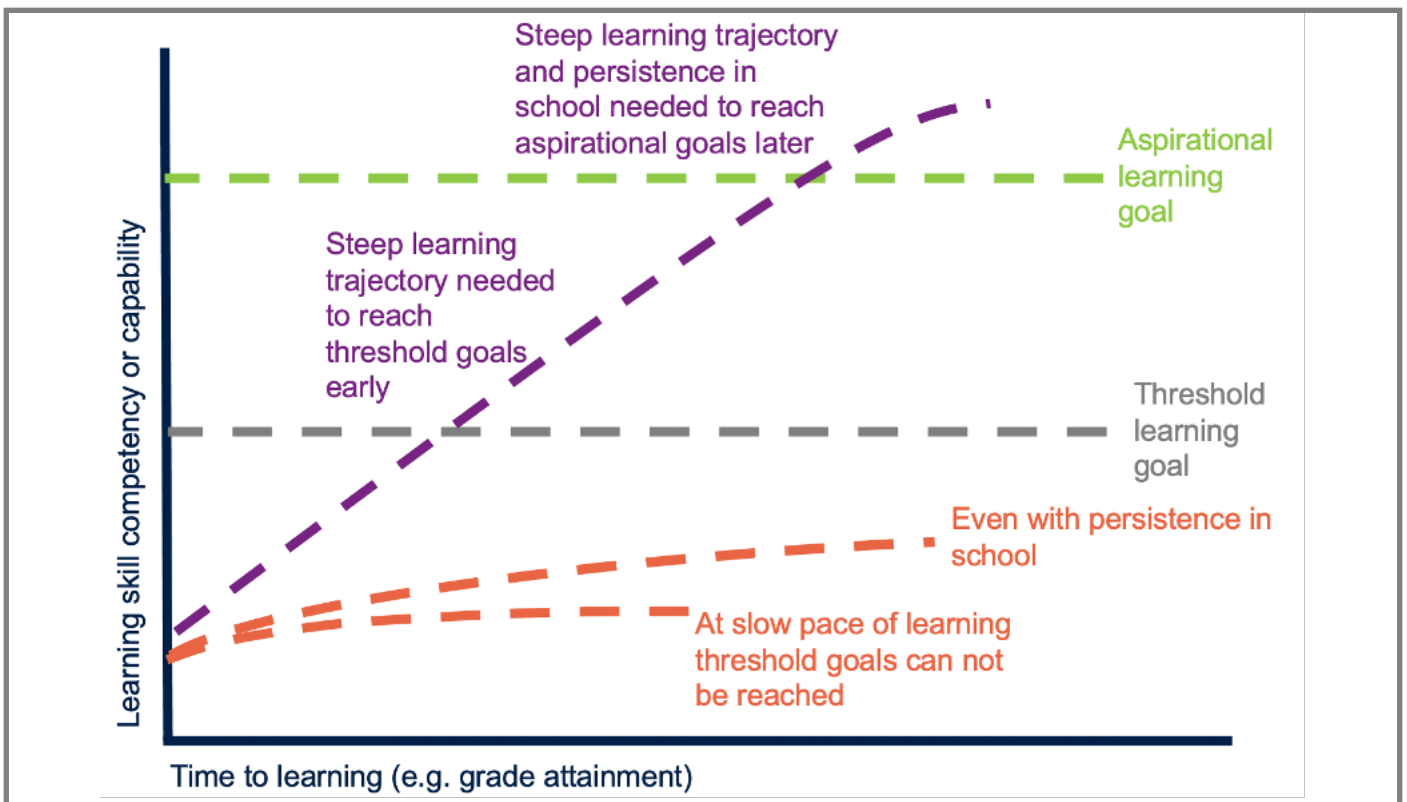 Steep learning trajectory
and persistence in
school needed to reach
aspirational goals later
Aspirational
learning
goal
Steep learning
trajectory needed
to reach
threshold goals
early
Threshold
learning
goal
Even with persistence in
school
At slow pace of learning
threshold goals can not
be reached
Learning skill competency or capability
Time to learning (e.g. grade attainment)